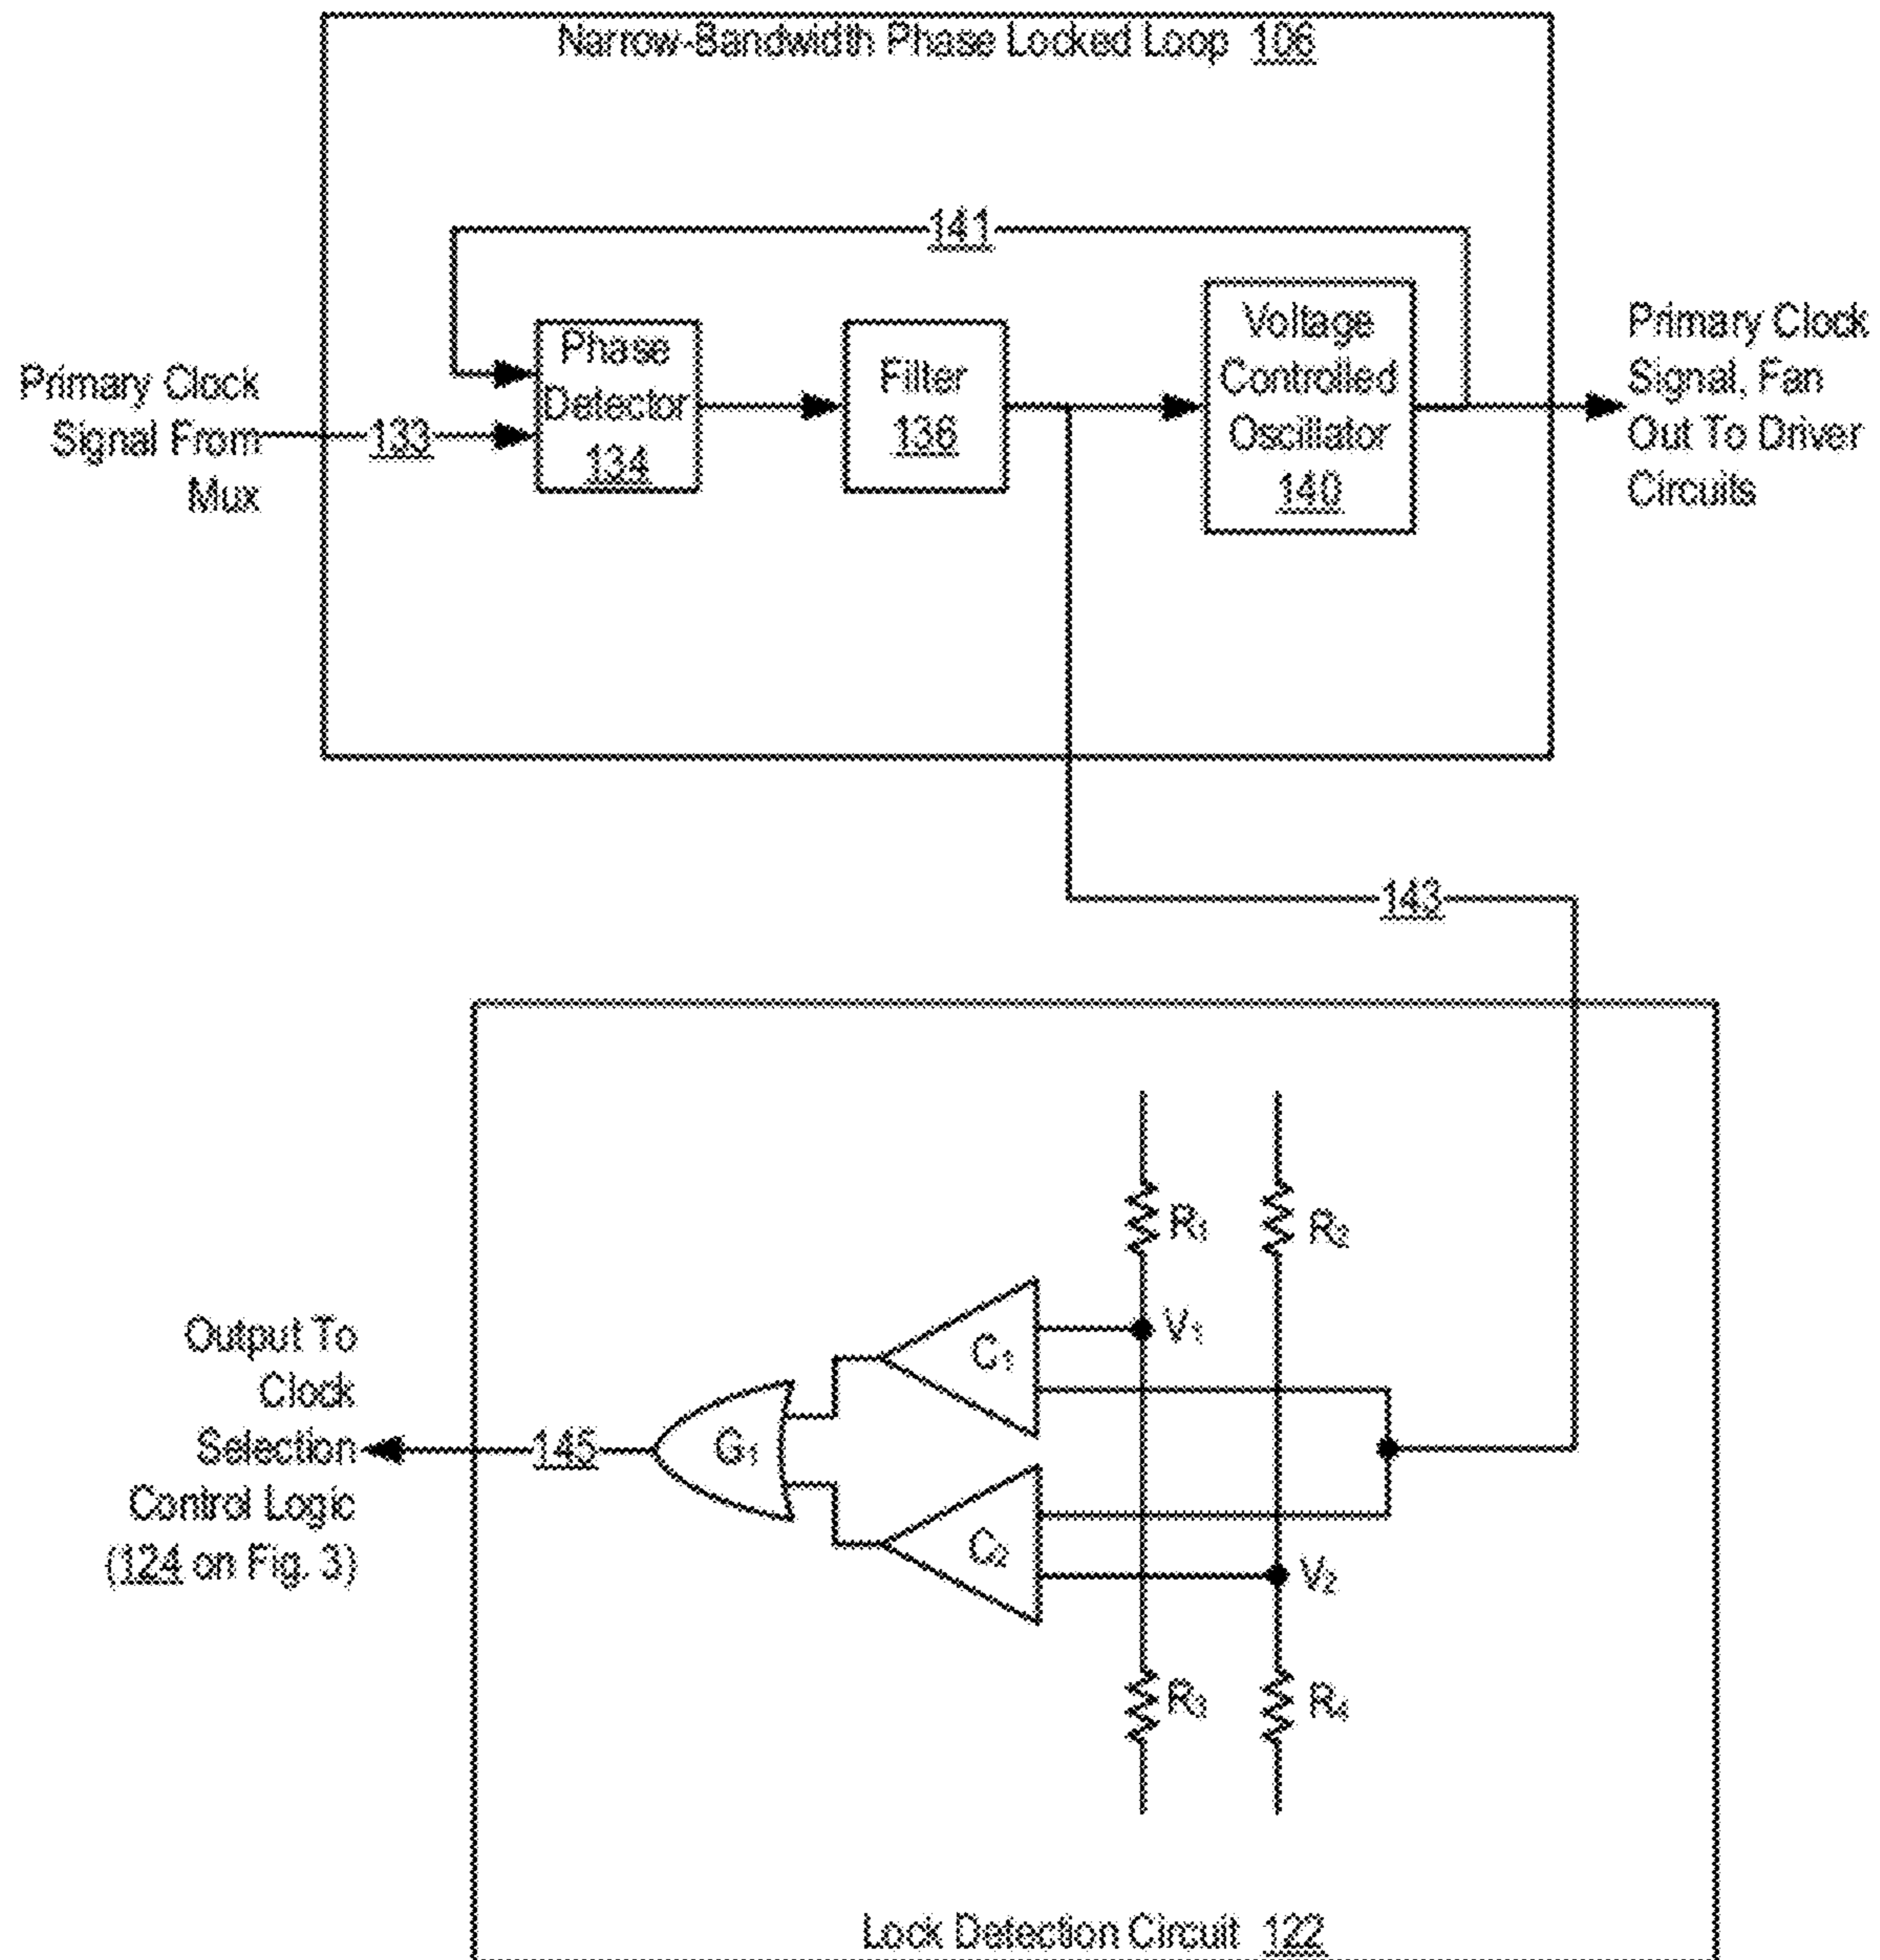 Narrow-Bandwidth Phase Locked Loop 106
141
Primary Clock
Signal From
Mux
133
Phase
Detector
134
Filter
136
Voltage
Controlled
Oscillator
140
Primary Clock
Signal, Fan
Out To Driver
Circuits
143
R₁
R₂
V₁
C₁
G₁
C₂
V₂
R₃
R₄
Output To
Clock
Selection
Control Logic
(124 on Fig. 3)
145
Lock Detection Circuit 122